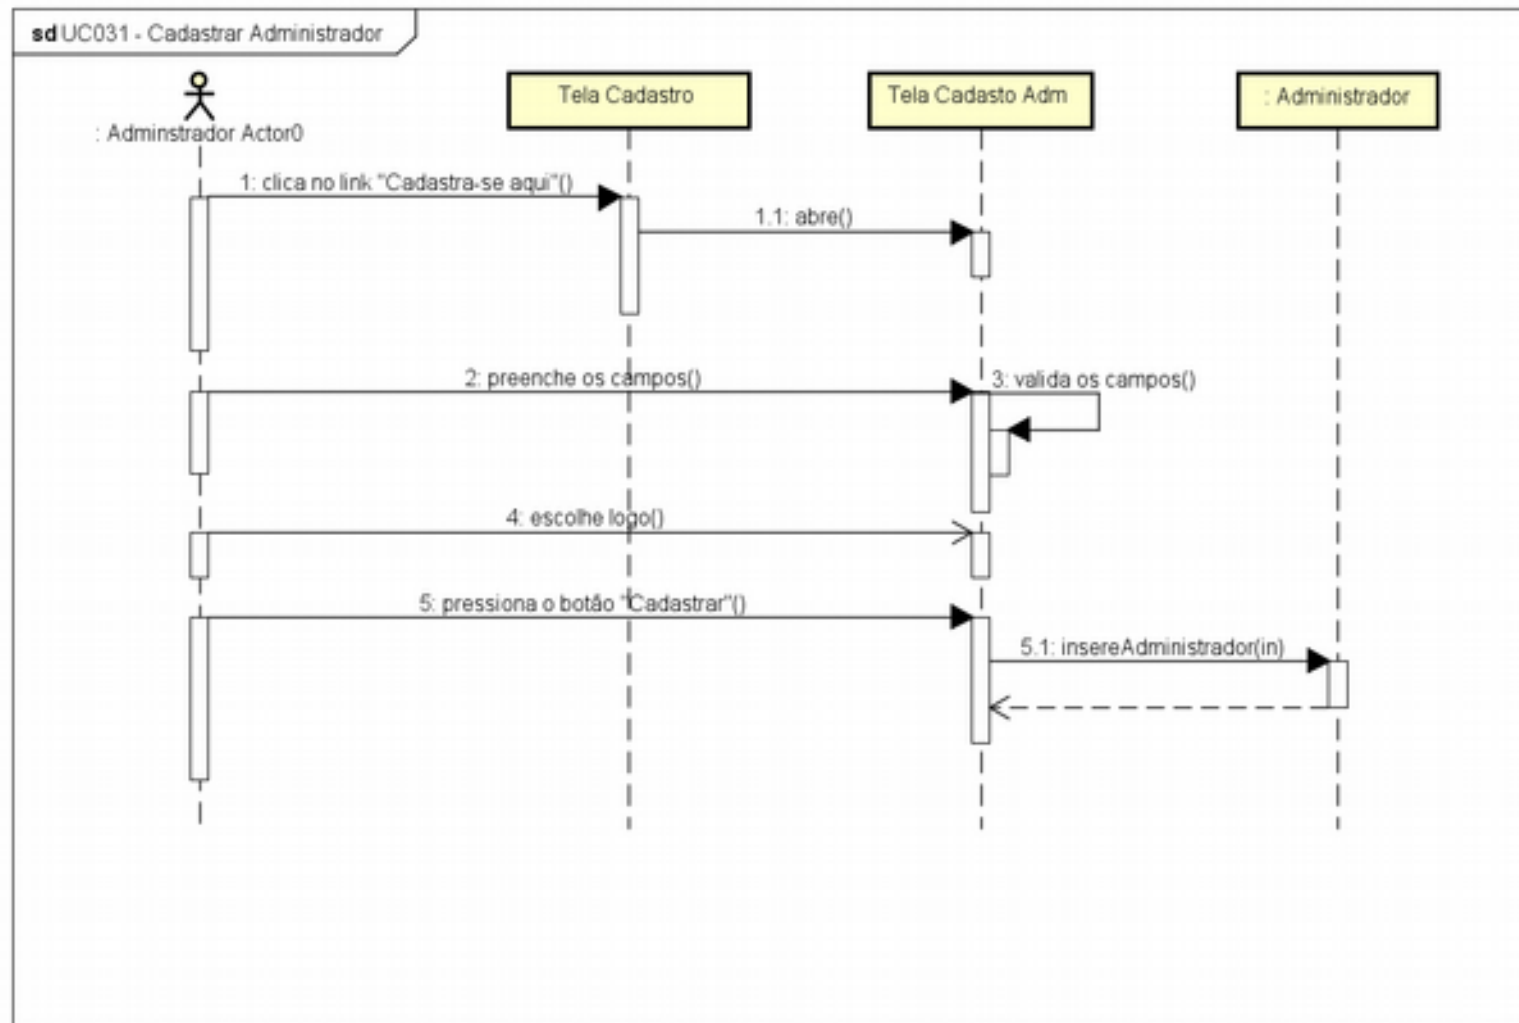 sd UC031 - Cadastrar Administrador
: Adminstrador Actor0
Tela Cadastro
Tela Cadasto Adm
: Administrador
1: clica no link "Cadastra-se aqui"()
1.1: abre()
2: preenche os campos()
3: valida os campos()
4: escolhe logo()
5: pressiona o botão "Cadastrar"()
5.1: insereAdministrador(in)